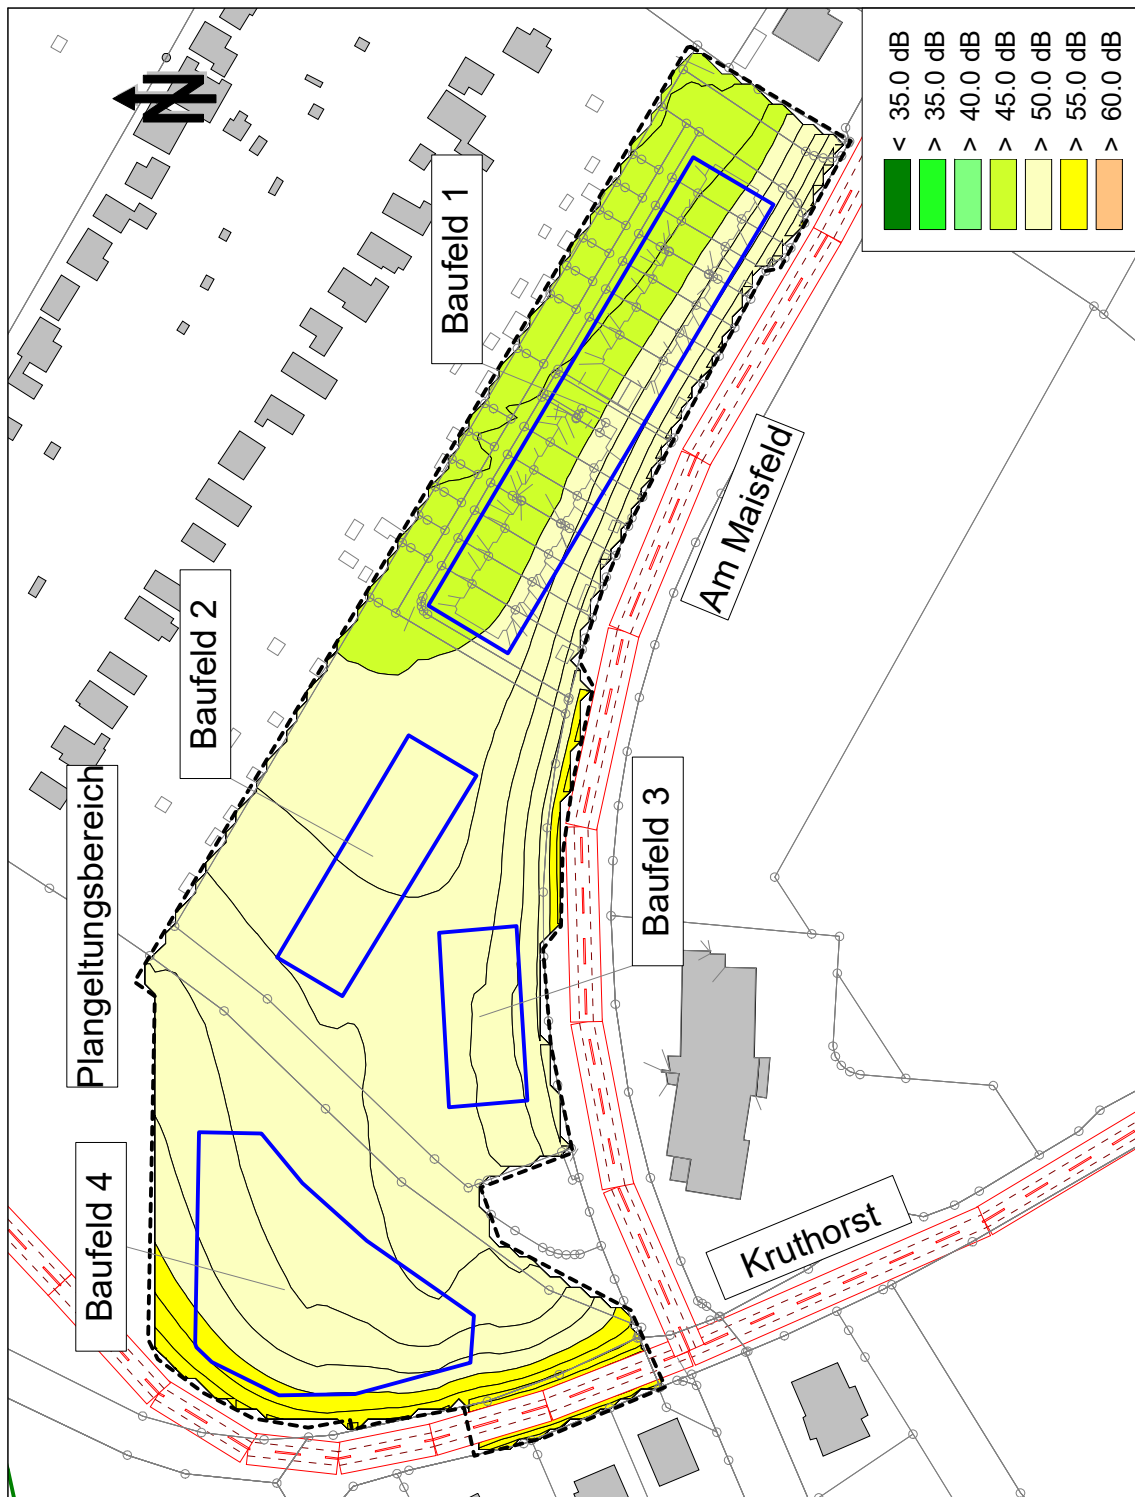 Baufeld 4
Plangeltungsbereich
Baufeld 2
Baufeld 1
Baufeld 3
Am Maisfeld
Kruthorst
N
< 35.0 dB
> 35.0 dB
> 40.0 dB
> 45.0 dB
> 50.0 dB
> 55.0 dB
> 60.0 dB